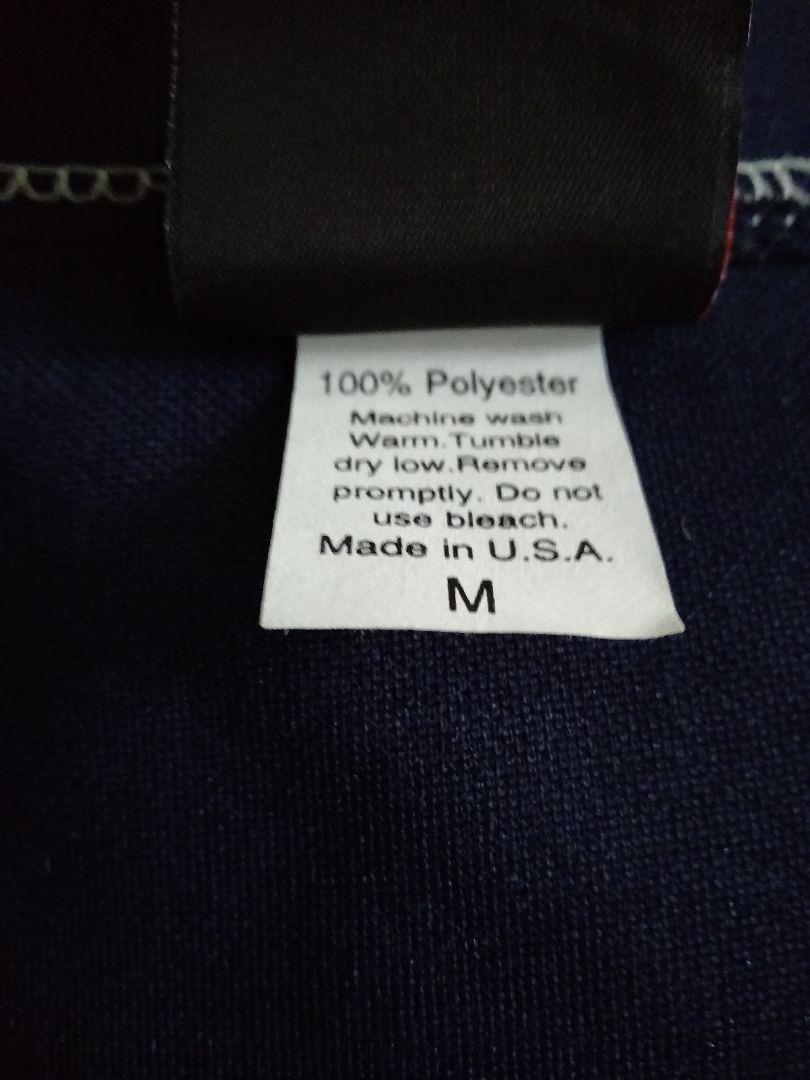 100% Polyester
Machine wash
Warm.Tumble
dry low.Remove
promptly. Do not
use bleach.
Made in U.S.A.
M